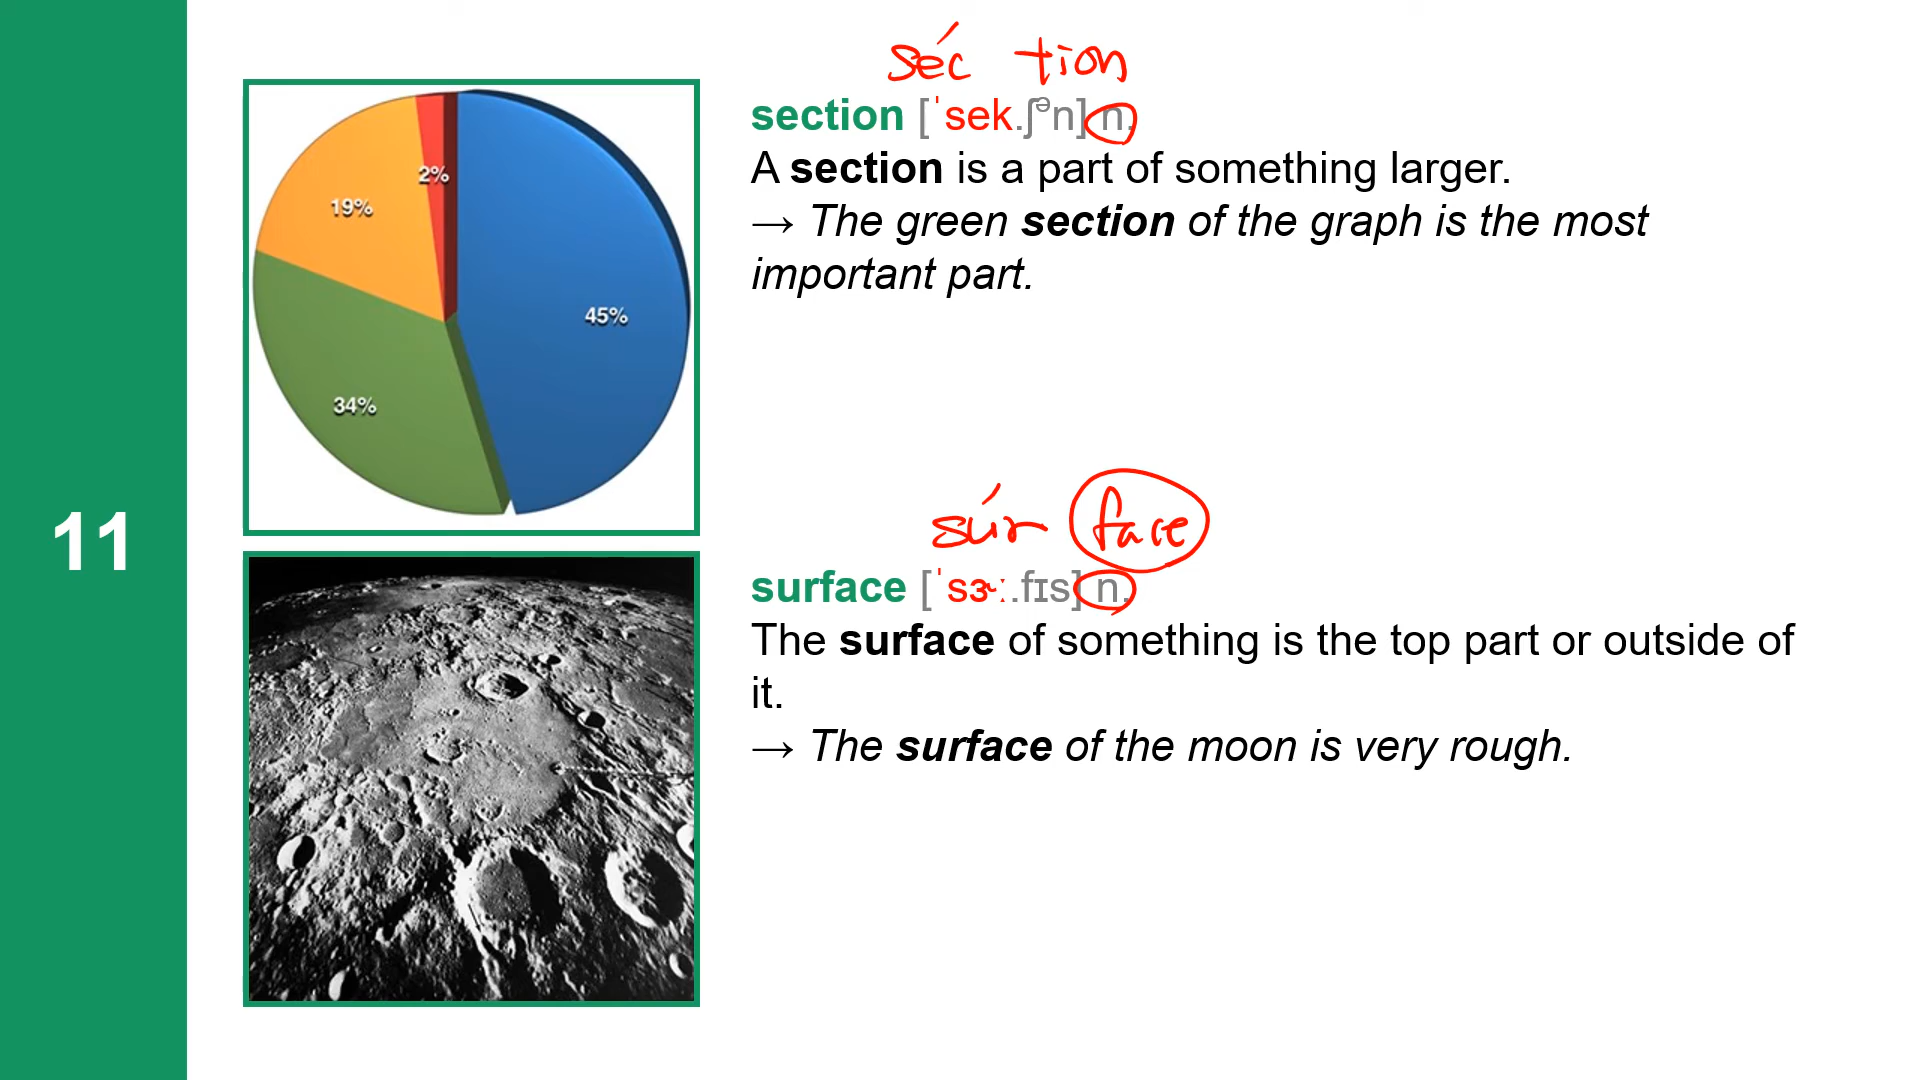 séc tion
section [ˈsek.ʃᵊn] n.
A section is a part of something larger.
→ The green section of the graph is the most
important part.
2%
19%
45%
34%
11
súr face
surface [ˈsɝː.fɪs] n.
The surface of something is the top part or outside of
it.
→ The surface of the moon is very rough.